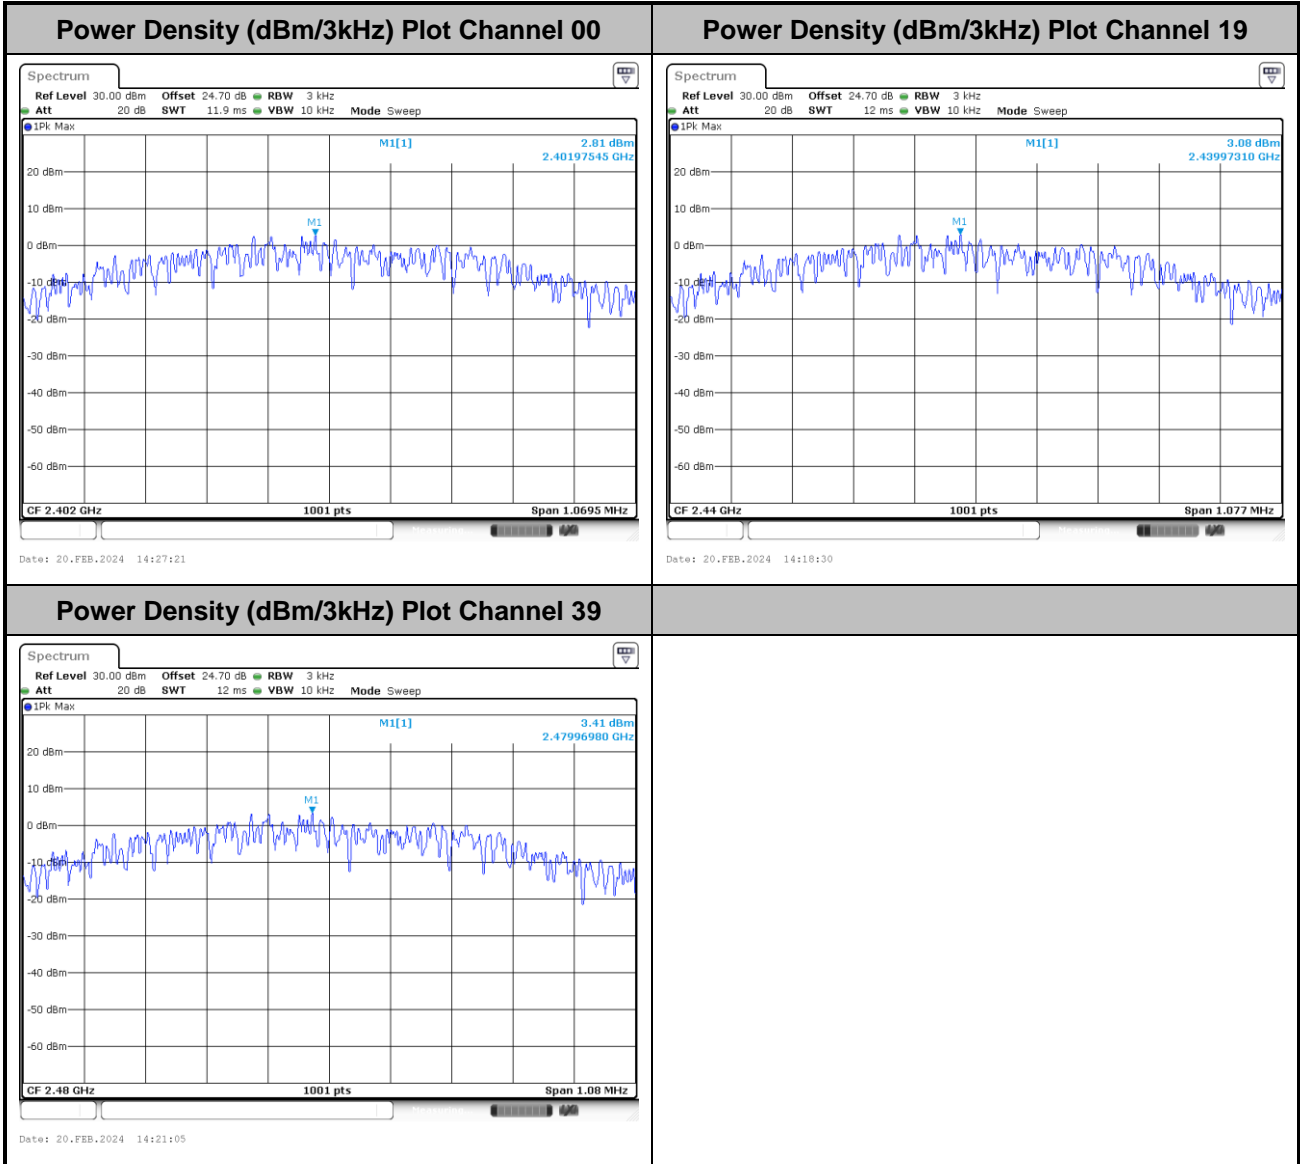 Power Density (dBm/3kHz) Plot Channel 00
Spectrum
Ref Level 30.00 dBm Offset 24.70 dB RBW 3 kHz
Att 20 dB SWT 11.9 ms VBW 10 kHz Mode Sweep
1Pk Max
M1[1] 2.81 dBm
2.40197545 GHz
20 dBm
10 dBm
M1
0 dBm
-10 dBm
-20 dBm
-30 dBm
-40 dBm
-50 dBm
-60 dBm
CF 2.402 GHz 1001 pts Span 1.0695 MHz
Measuring...
Date: 20.FEB.2024 14:27:21
Power Density (dBm/3kHz) Plot Channel 19
Spectrum
Ref Level 30.00 dBm Offset 24.70 dB RBW 3 kHz
Att 20 dB SWT 12 ms VBW 10 kHz Mode Sweep
1Pk Max
M1[1] 3.08 dBm
2.43997310 GHz
20 dBm
10 dBm
M1
0 dBm
-10 dBm
-20 dBm
-30 dBm
-40 dBm
-50 dBm
-60 dBm
CF 2.44 GHz 1001 pts Span 1.077 MHz
Measuring...
Date: 20.FEB.2024 14:18:30
Power Density (dBm/3kHz) Plot Channel 39
Spectrum
Ref Level 30.00 dBm Offset 24.70 dB RBW 3 kHz
Att 20 dB SWT 12 ms VBW 10 kHz Mode Sweep
1Pk Max
M1[1] 3.41 dBm
2.47996980 GHz
20 dBm
10 dBm
M1
0 dBm
-10 dBm
-20 dBm
-30 dBm
-40 dBm
-50 dBm
-60 dBm
CF 2.48 GHz 1001 pts Span 1.08 MHz
Measuring...
Date: 20.FEB.2024 14:21:05